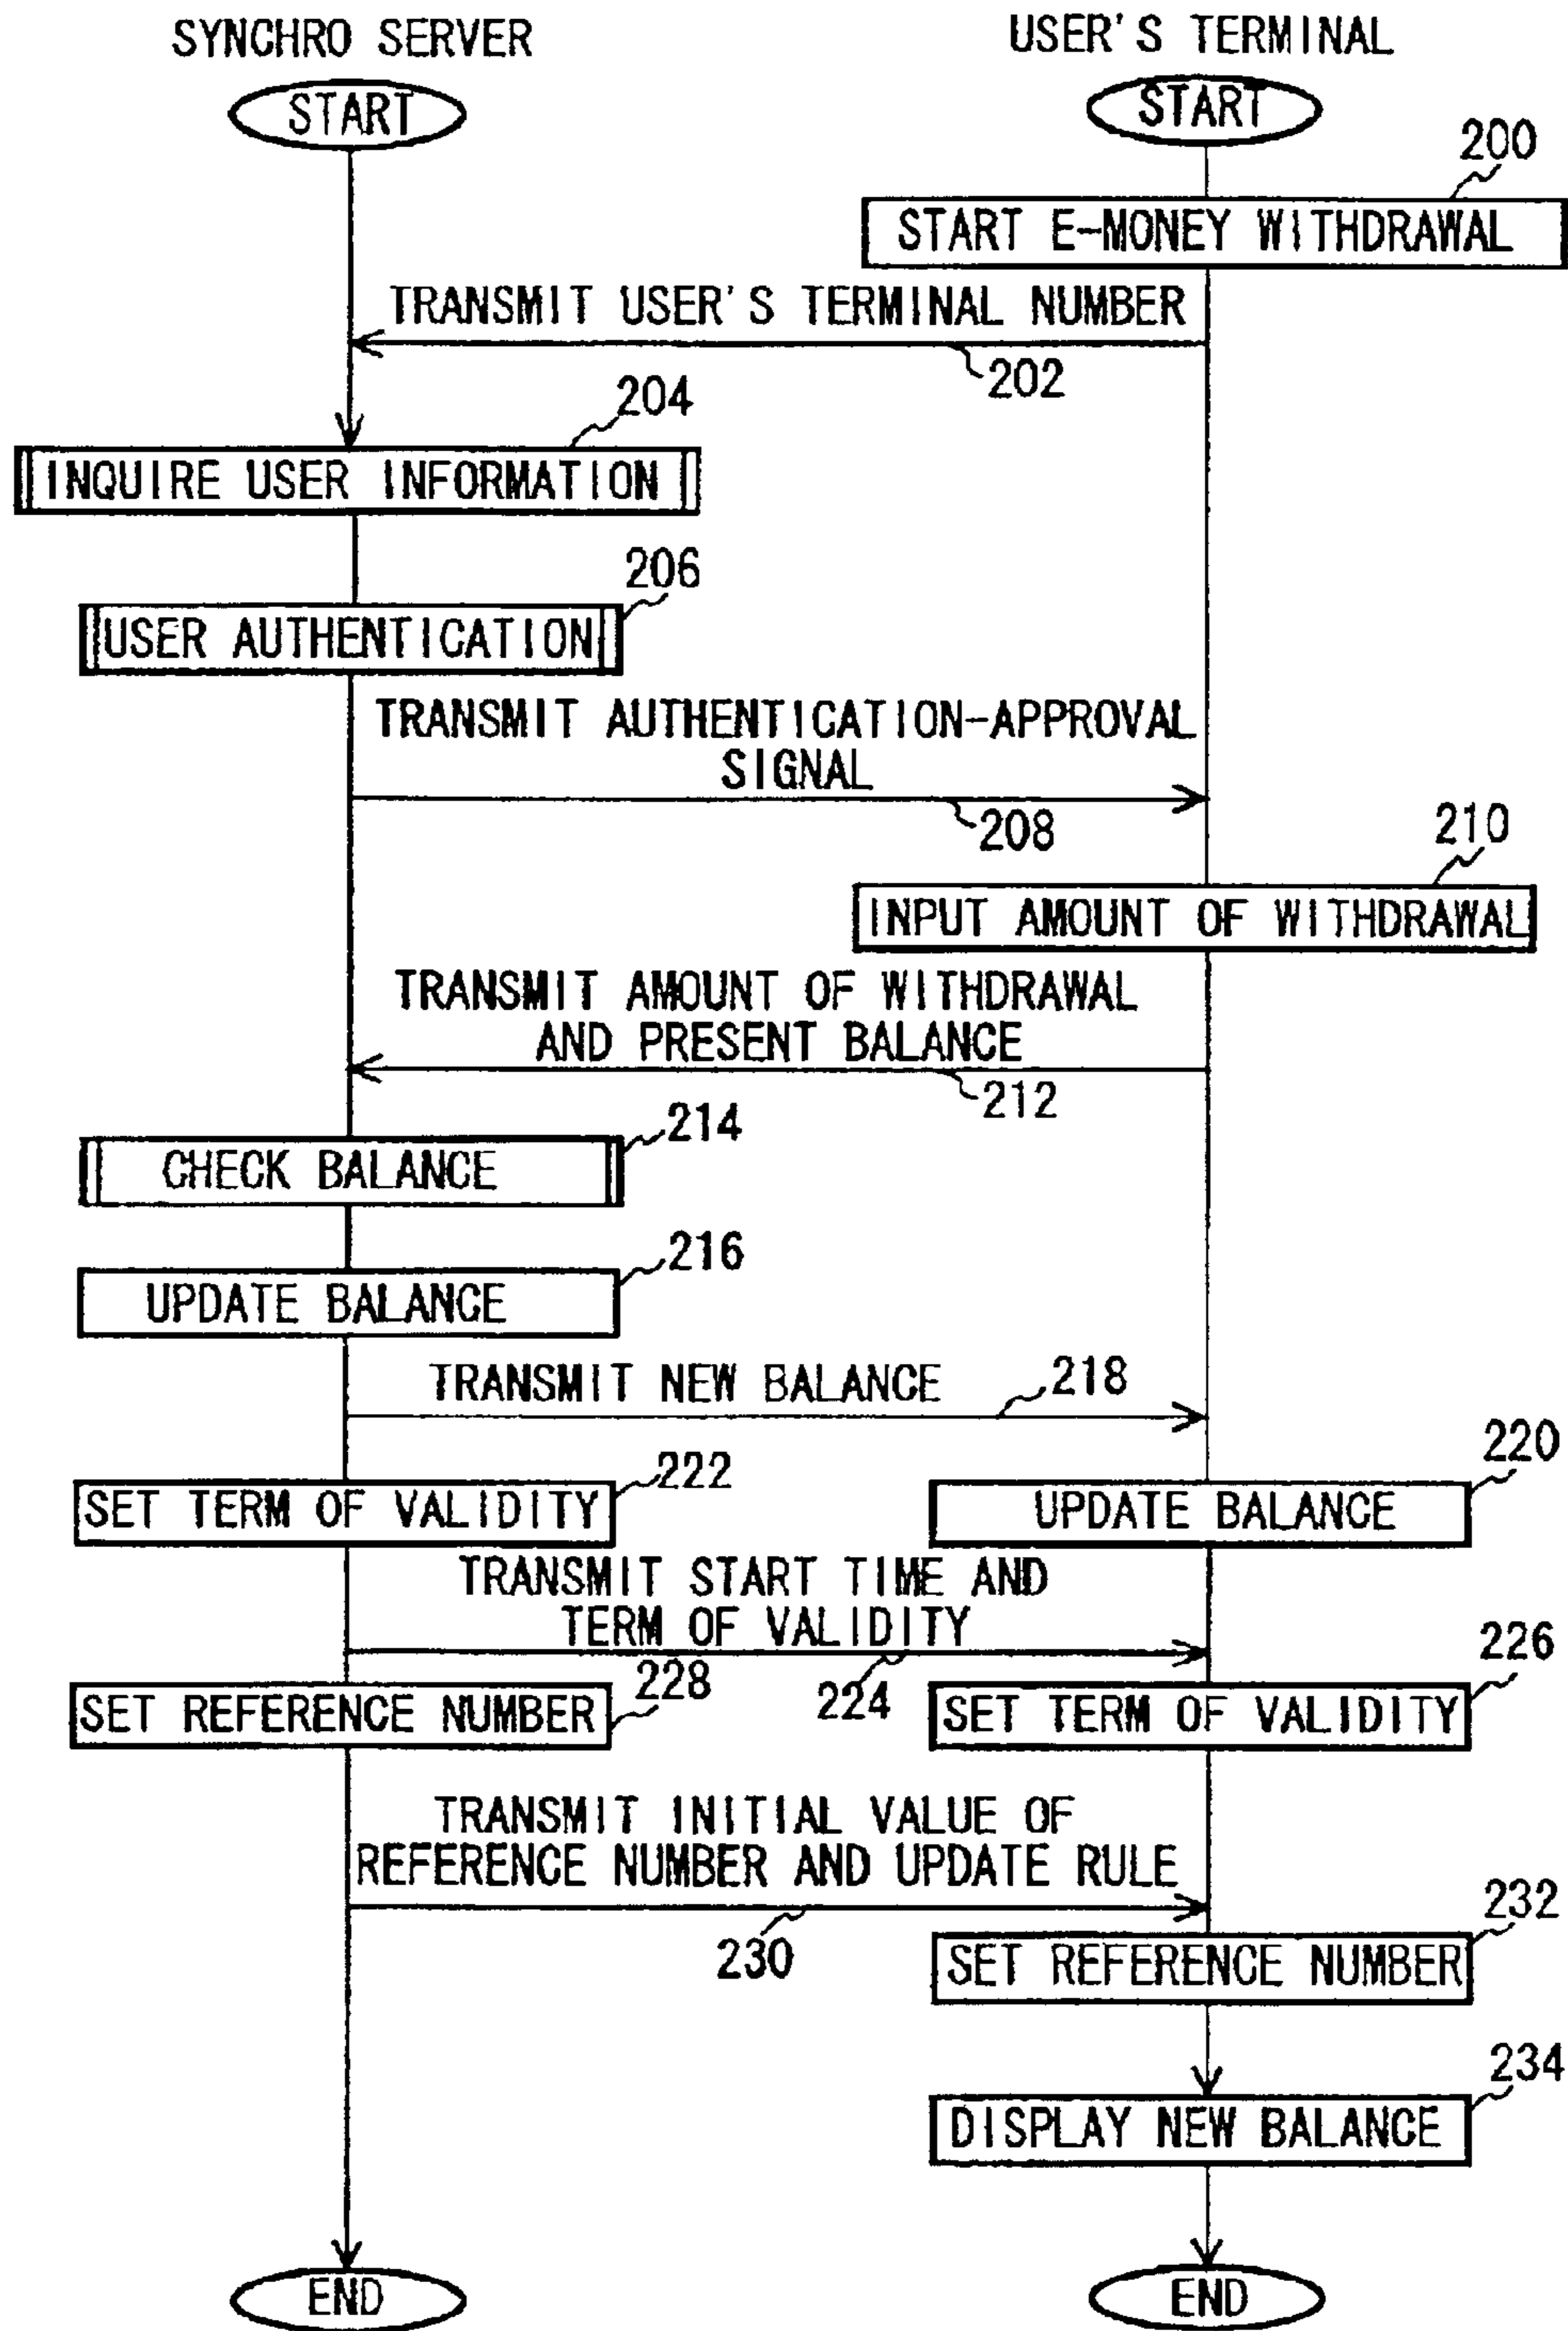 SYNCHRO SERVER
USER'S TERMINAL
START
START
200
START E-MONEY WITHDRAWAL
TRANSMIT USER'S TERMINAL NUMBER
202
204
INQUIRE USER INFORMATION
206
USER AUTHENTICATION
TRANSMIT AUTHENTICATION-APPROVAL
SIGNAL
208
210
INPUT AMOUNT OF WITHDRAWAL
TRANSMIT AMOUNT OF WITHDRAWAL
AND PRESENT BALANCE
212
214
CHECK BALANCE
216
UPDATE BALANCE
TRANSMIT NEW BALANCE
218
222
220
SET TERM OF VALIDITY
UPDATE BALANCE
TRANSMIT START TIME AND
TERM OF VALIDITY
224
226
228
SET REFERENCE NUMBER
SET TERM OF VALIDITY
TRANSMIT INITIAL VALUE OF
REFERENCE NUMBER AND UPDATE RULE
230
232
SET REFERENCE NUMBER
234
DISPLAY NEW BALANCE
END
END